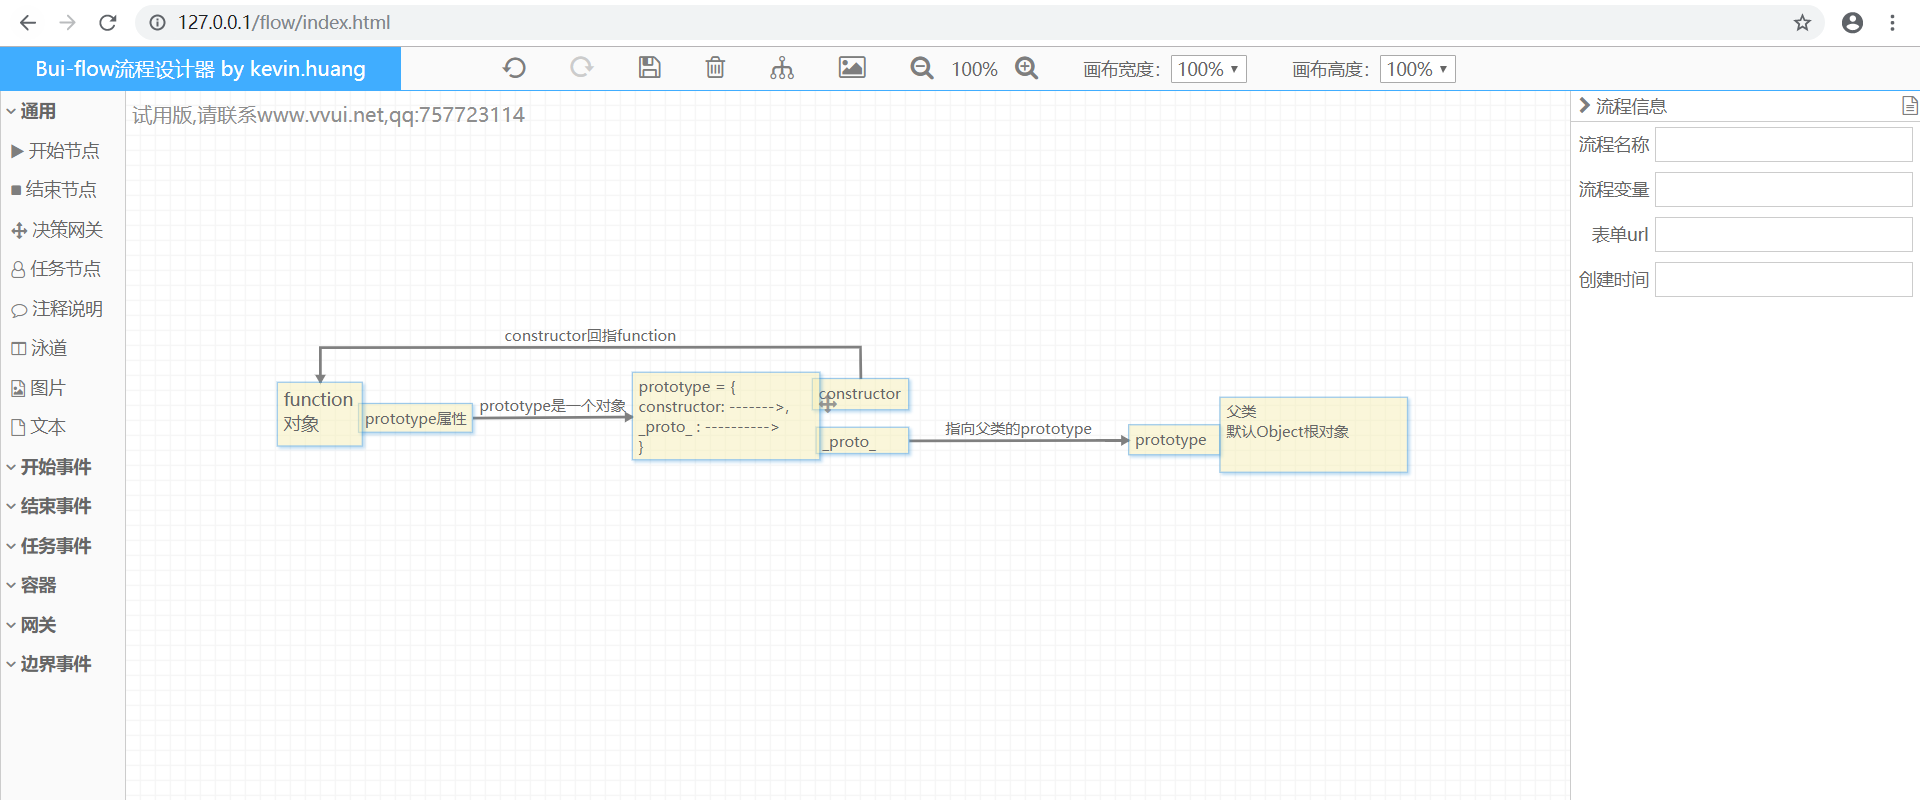 127.0.0.1/flow/index.html
Bui-flow流程设计器 by kevin.huang
100%
画布宽度：
100%
画布高度：
100%
通用
开始节点
结束节点
决策网关
任务节点
注释说明
泳道
图片
文本
开始事件
结束事件
任务事件
容器
网关
边界事件
试用版,请联系www.vvui.net,qq:757723114
constructor回指function
function
对象
prototype属性
prototype是一个对象
prototype = {
constructor: ------->,
_proto_ : ---------->
}
constructor
_proto_
指向父类的prototype
prototype
父类
默认Object根对象
流程信息
流程名称
流程变量
表单url
创建时间